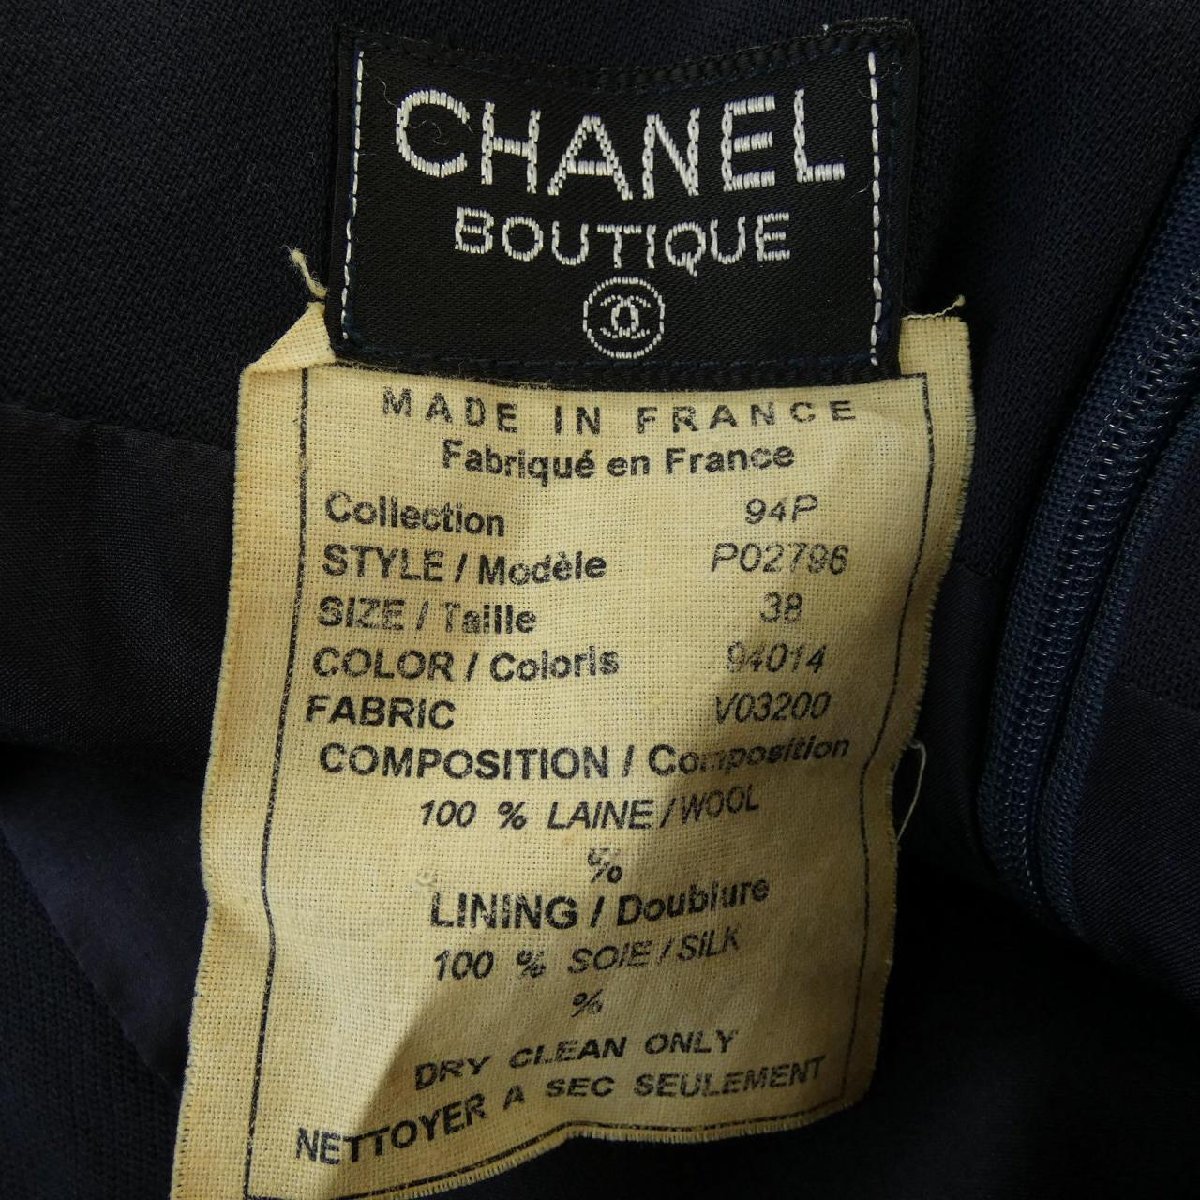 CHANEL
BOUTIQUE
MADE IN FRANCE
Fabriqué en France
Collection 94P
STYLE / Modèle P02796
SIZE / Taille 38
COLOR / Coloris 94014
FABRIC V03200
COMPOSITION / Composition
100 % LAINE / WOOL
%
LINING / Doublure
100 % SOIE / SILK
%
DRY CLEAN ONLY
NETTOYER A SEC SEULEMENT